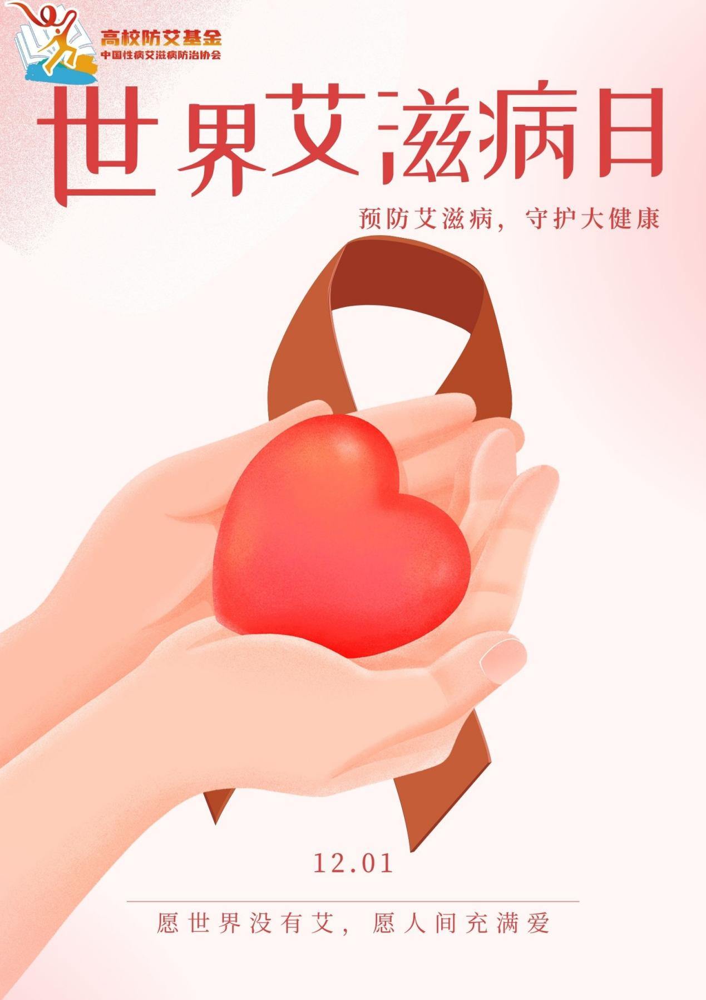 高校防艾基金
中国性病艾滋病防治协会
世界艾滋病日
预防艾滋病，守护大健康
12.01
愿世界没有艾，愿人间充满爱